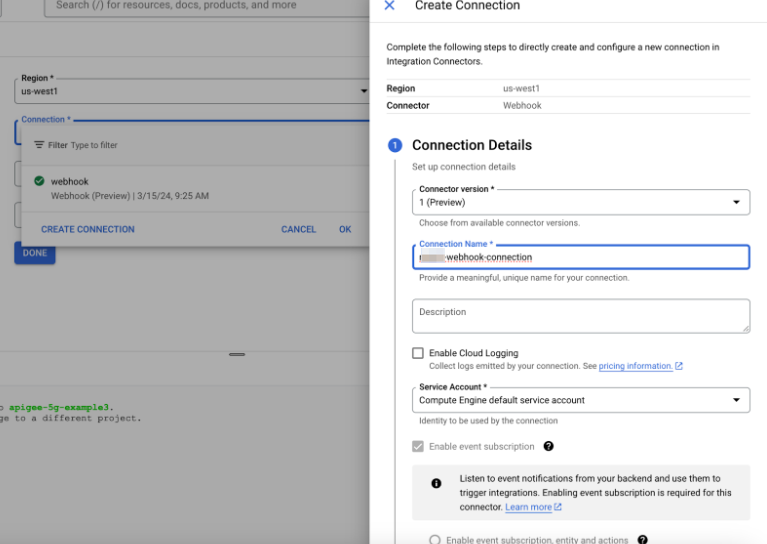 Search (/) for resources, docs, products, and more
Region *
us-west1
Connection *
Filter Type to filter
webhook
Webhook (Preview) | 3/15/24, 9:25 AM
CREATE CONNECTION
CANCEL
OK
DONE
apigee-5g-example3.
ge to a different project.
Create Connection
Complete the following steps to directly create and configure a new connection in
Integration Connectors.
Region us-west1
Connector Webhook
1 Connection Details
Set up connection details
Connector version *
1 (Preview)
Choose from available connector versions.
Connection Name *
-webhook-connection
Provide a meaningful, unique name for your connection.
Description
Enable Cloud Logging
Collect logs emitted by your connection. See pricing information.
Service Account *
Compute Engine default service account
Identity to be used by the connection
Enable event subscription
Listen to event notifications from your backend and use them to
trigger integrations. Enabling event subscription is required for this
connector. Learn more
Enable event subscription, entity and actions